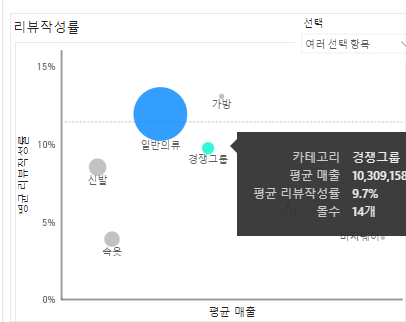 리뷰작성률
선택
여러 선택 항목
15%
가방
10%
일반의류
경쟁그룹
카테고리 경쟁그룹
평균 매출 10,309,158
평균 리뷰작성률 9.7%
몰수 14개
신발
평균 리뷰작성률
5%
속옷
0%
평균 매출